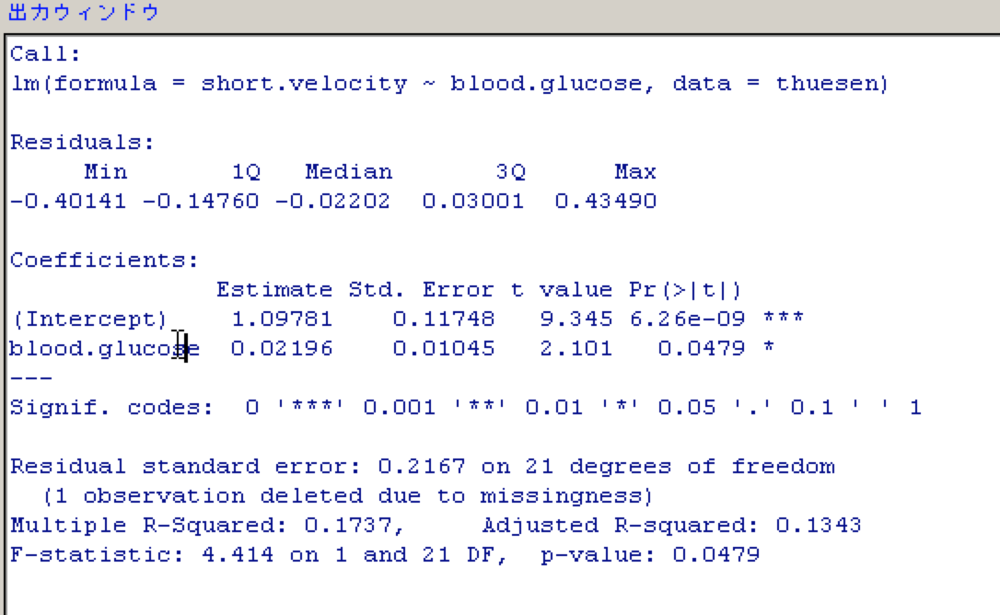 出力ウィンドウ
Call:
lm(formula = short.velocity ~ blood.glucose, data = thuesen)
Residuals:
     Min       1Q   Median       3Q      Max
-0.40141 -0.14760 -0.02202  0.03001  0.43490
Coefficients:
              Estimate Std. Error t value Pr(>|t|)
(Intercept)    1.09781    0.11748   9.345 6.26e-09 ***
blood.glucose  0.02196    0.01045   2.101   0.0479 *
---
Signif. codes:  0 '***' 0.001 '**' 0.01 '*' 0.05 '.' 0.1 ' ' 1
Residual standard error: 0.2167 on 21 degrees of freedom
  (1 observation deleted due to missingness)
Multiple R-Squared: 0.1737,     Adjusted R-squared: 0.1343
F-statistic: 4.414 on 1 and 21 DF,  p-value: 0.0479